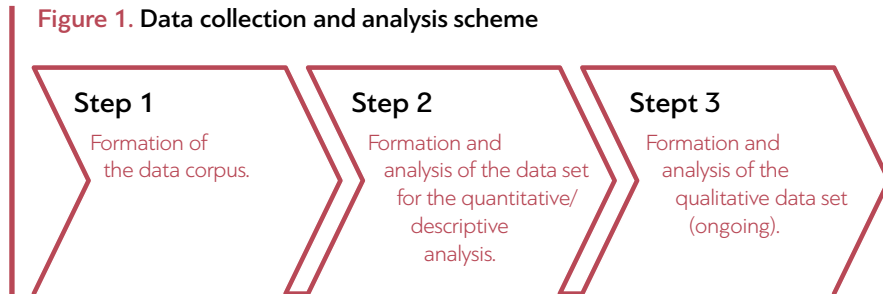 Figure 1. Data collection and analysis scheme
Step 1
Formation of
the data corpus.
Step 2
Formation and
analysis of the data set
for the quantitative/
descriptive
analysis.
Stept 3
Formation and
analysis of the
qualitative data set
(ongoing).